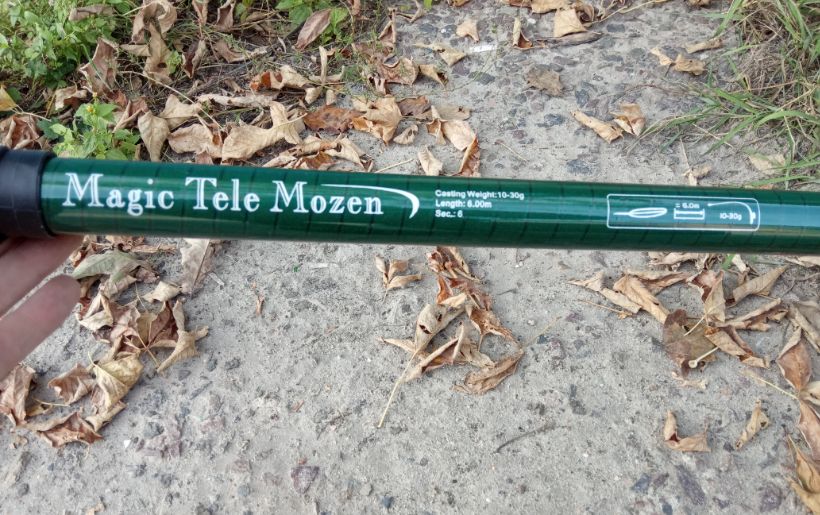 Magic Tele Mozen
Casting Weight:10-30g
Length: 6.00m
Sec.: 6
= 6.0m
10-30g